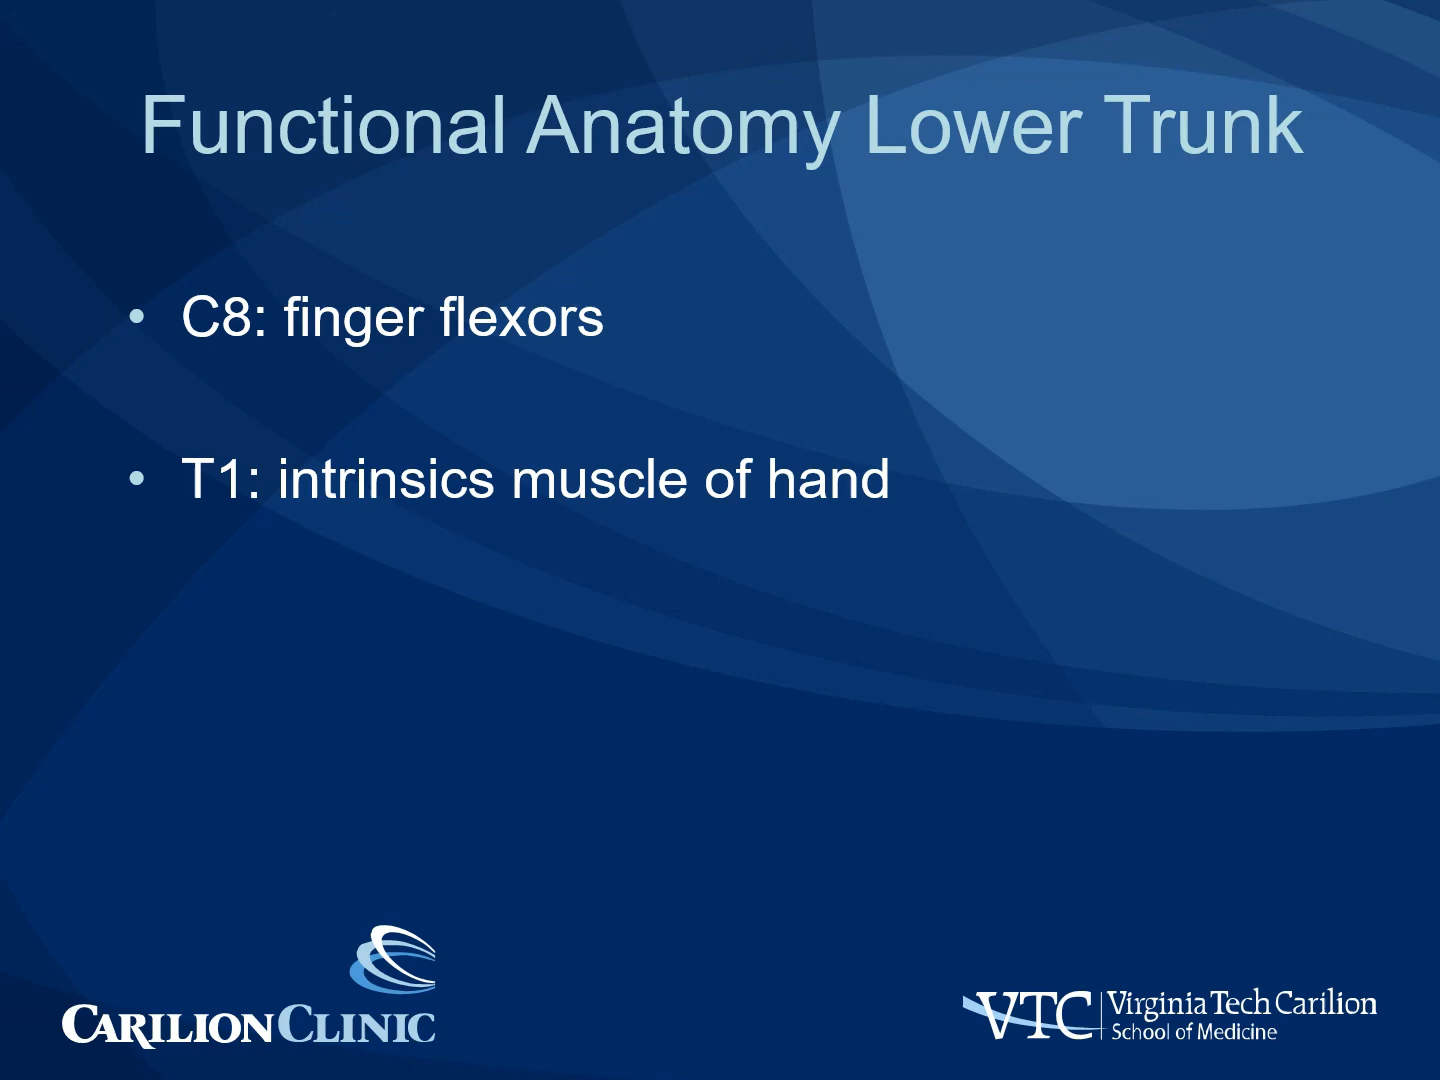 Functional Anatomy Lower Trunk
• C8: finger flexors
• T1: intrinsics muscle of hand
CARILION CLINIC
VTC Virginia Tech Carilion
School of Medicine